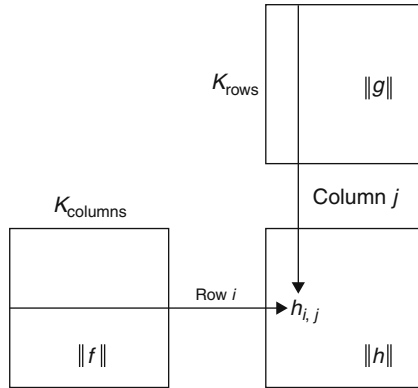 K_rows
‖g‖
Column j
K_columns
Row i
h_{i, j}
‖f‖
‖h‖